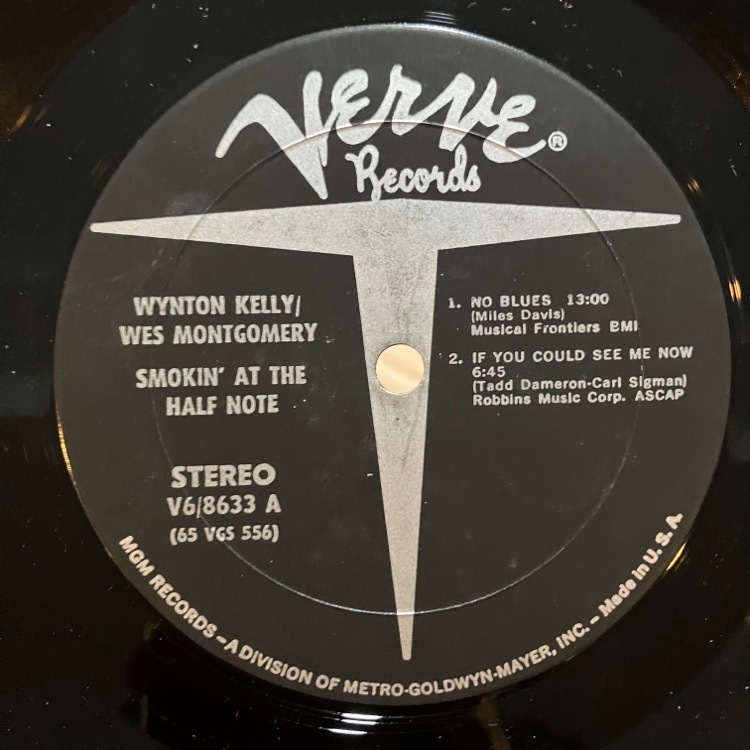 Verve®
Records
WYNTON KELLY/
WES MONTGOMERY
SMOKIN' AT THE
HALF NOTE
STEREO
V6/8633 A
(65 VGS 556)
1. NO BLUES 13:00
(Miles Davis)
Musical Frontiers BMI
2. IF YOU COULD SEE ME NOW
6:45
(Tadd Dameron-Carl Sigman)
Robbins Music Corp. ASCAP
MGM RECORDS – A DIVISION OF METRO-GOLDWYN-MAYER, INC. – Made in U.S.A.